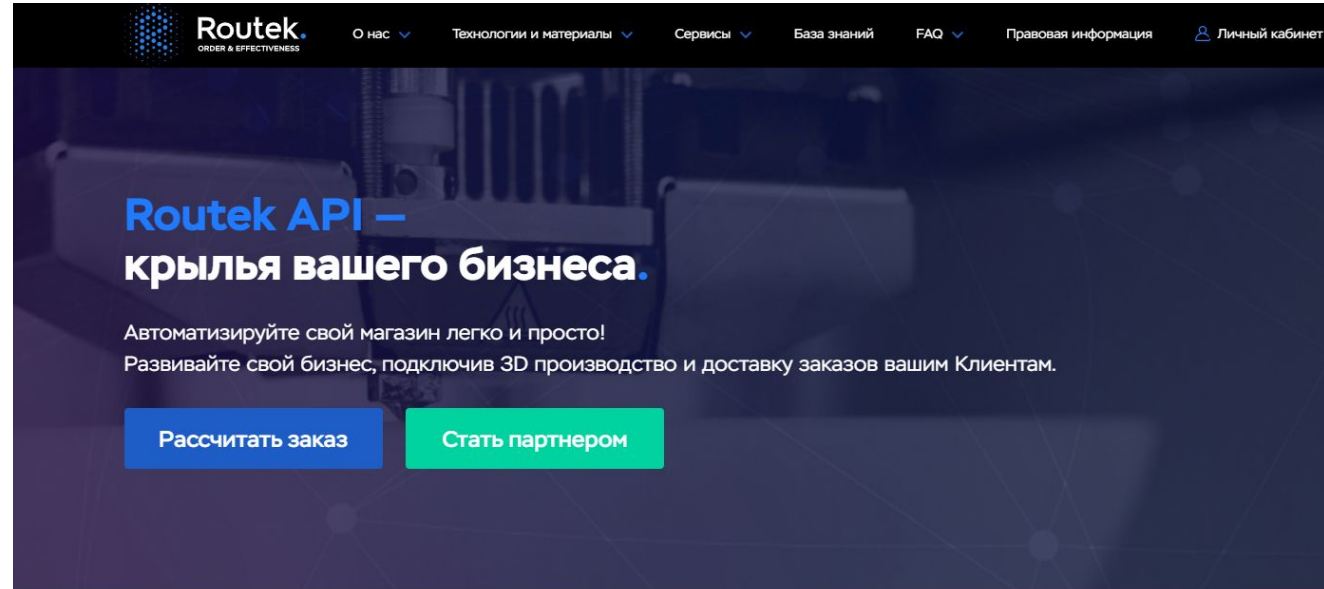 Routek.
ORDER & EFFECTIVENESS
О нас
Технологии и материалы
Сервисы
База знаний
FAQ
Правовая информация
Личный кабинет
Routek API —
крылья вашего бизнеса.
Автоматизируйте свой магазин легко и просто!
Развивайте свой бизнес, подключив 3D производство и доставку заказов вашим Клиентам.
Рассчитать заказ
Стать партнером